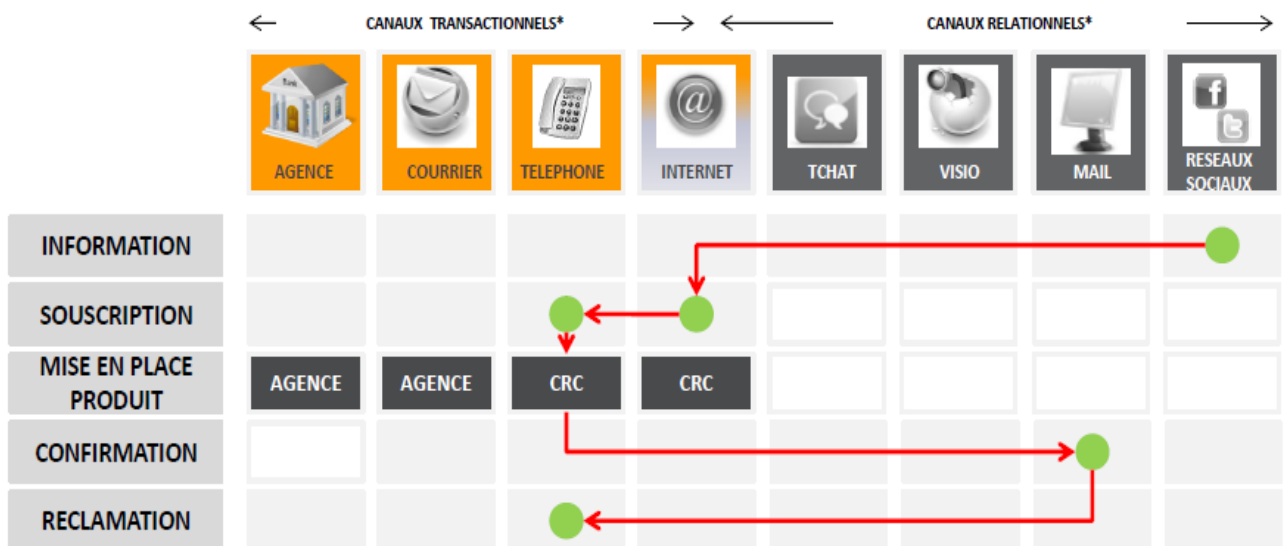 CANAUX TRANSACTIONNELS*
CANAUX RELATIONNELS*
Bank
@
f
t
AGENCE
COURRIER
TELEPHONE
INTERNET
TCHAT
VISIO
MAIL
RESEAUX
SOCIAUX
INFORMATION
SOUSCRIPTION
MISE EN PLACE
PRODUIT
AGENCE
AGENCE
CRC
CRC
CONFIRMATION
RECLAMATION